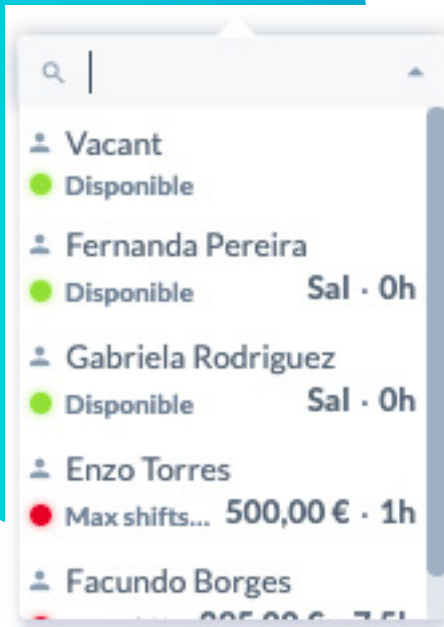 Vacant
Disponible
Fernanda Pereira
Disponible Sal · 0h
Gabriela Rodriguez
Disponible Sal · 0h
Enzo Torres
Max shifts... 500,00 € · 1h
Facundo Borges